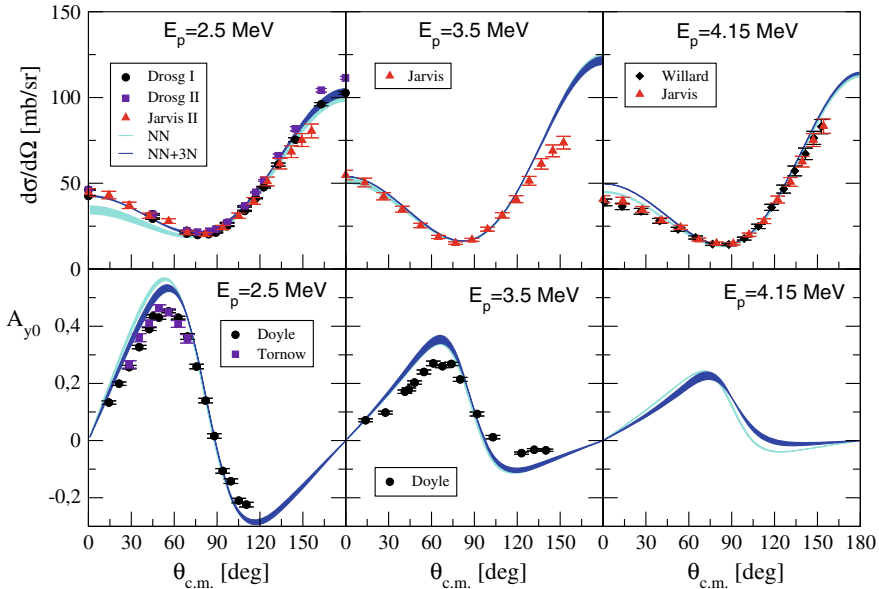 E_p=2.5 MeV
E_p=3.5 MeV
E_p=4.15 MeV
150
100
50
0
dσ/dΩ [mb/sr]
Drosg I
Drosg II
Jarvis II
NN
NN+3N
Jarvis
Willard
Jarvis
E_p=2.5 MeV
E_p=3.5 MeV
E_p=4.15 MeV
A_y0
0,4
0,2
0
-0,2
Doyle
Tornow
Doyle
0 30 60 90 120 150 0 30 60 90 120 150 0 30 60 90 120 150 180
θ_c.m. [deg]
θ_c.m. [deg]
θ_c.m. [deg]